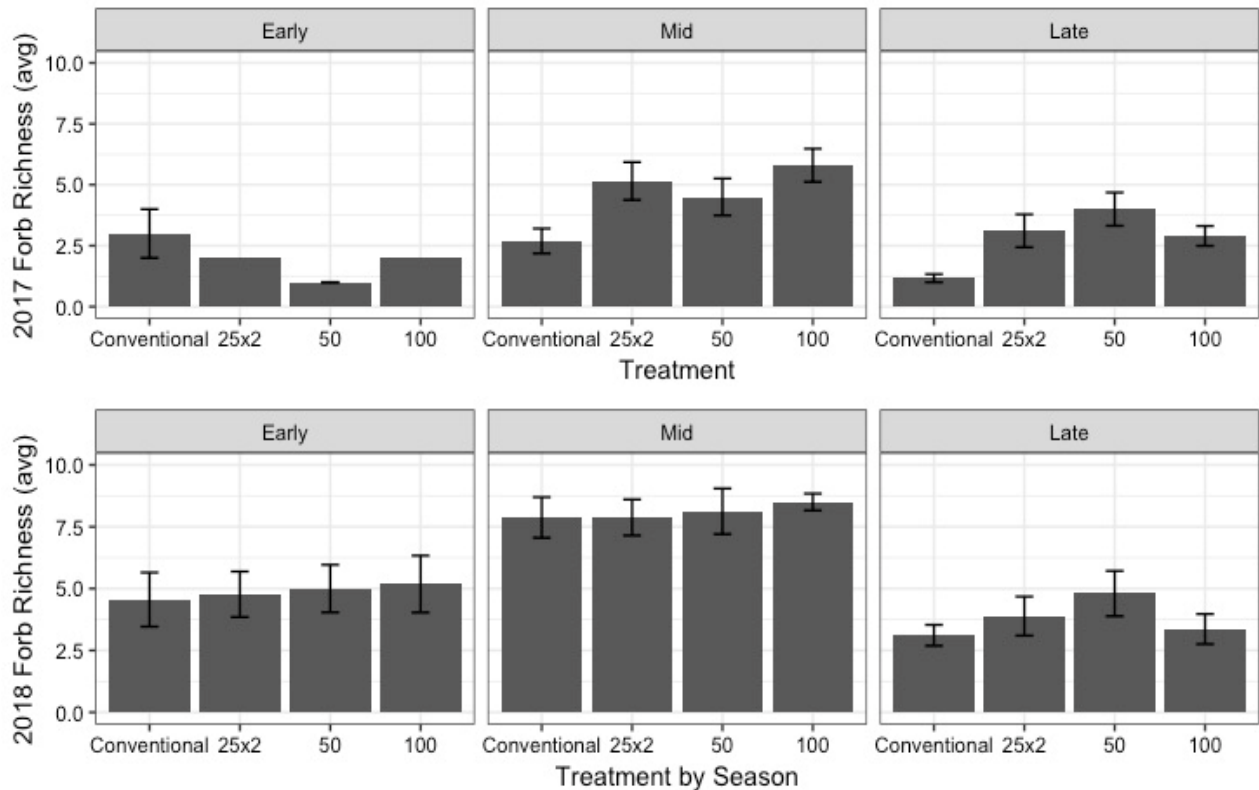 Early Mid Late
2017 Forb Richness (avg)
10.0
7.5
5.0
2.5
0.0
Conventional 25x2 50 100 Conventional 25x2 50 100 Conventional 25x2 50 100
Treatment
Early Mid Late
2018 Forb Richness (avg)
10.0
7.5
5.0
2.5
0.0
Conventional 25x2 50 100 Conventional 25x2 50 100 Conventional 25x2 50 100
Treatment by Season